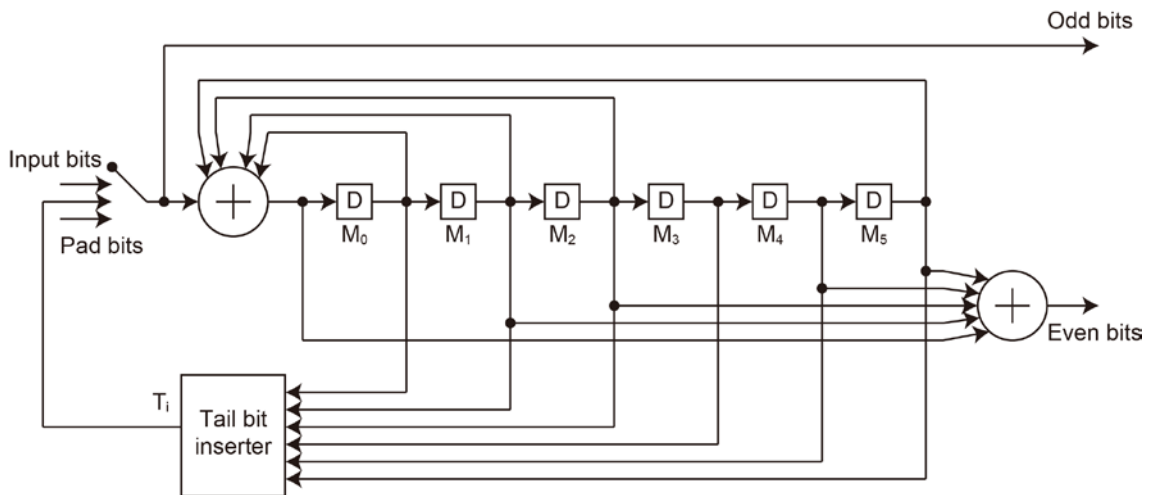 Odd bits
Input bits
Pad bits
D
D
D
D
D
D
M₀
M₁
M₂
M₃
M₄
M₅
Even bits
Tᵢ
Tail bit
inserter